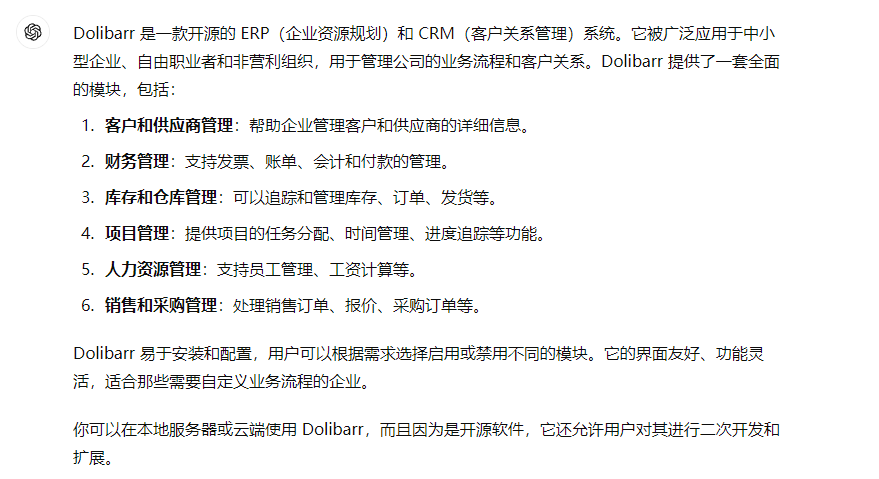 Dolibarr 是一款开源的 ERP（企业资源规划）和 CRM（客户关系管理）系统。它被广泛应用于中小
型企业、自由职业者和非营利组织，用于管理公司的业务流程和客户关系。Dolibarr 提供了一套全面
的模块，包括：
1. 客户和供应商管理：帮助企业管理客户和供应商的详细信息。
2. 财务管理：支持发票、账单、会计和付款的管理。
3. 库存和仓库管理：可以追踪和管理库存、订单、发货等。
4. 项目管理：提供项目的任务分配、时间管理、进度追踪等功能。
5. 人力资源管理：支持员工管理、工资计算等。
6. 销售和采购管理：处理销售订单、报价、采购订单等。
Dolibarr 易于安装和配置，用户可以根据需求选择启用或禁用不同的模块。它的界面友好、功能灵
活，适合那些需要自定义业务流程的企业。
你可以在本地服务器或云端使用 Dolibarr，而且因为是开源软件，它还允许用户对其进行二次开发和
扩展。